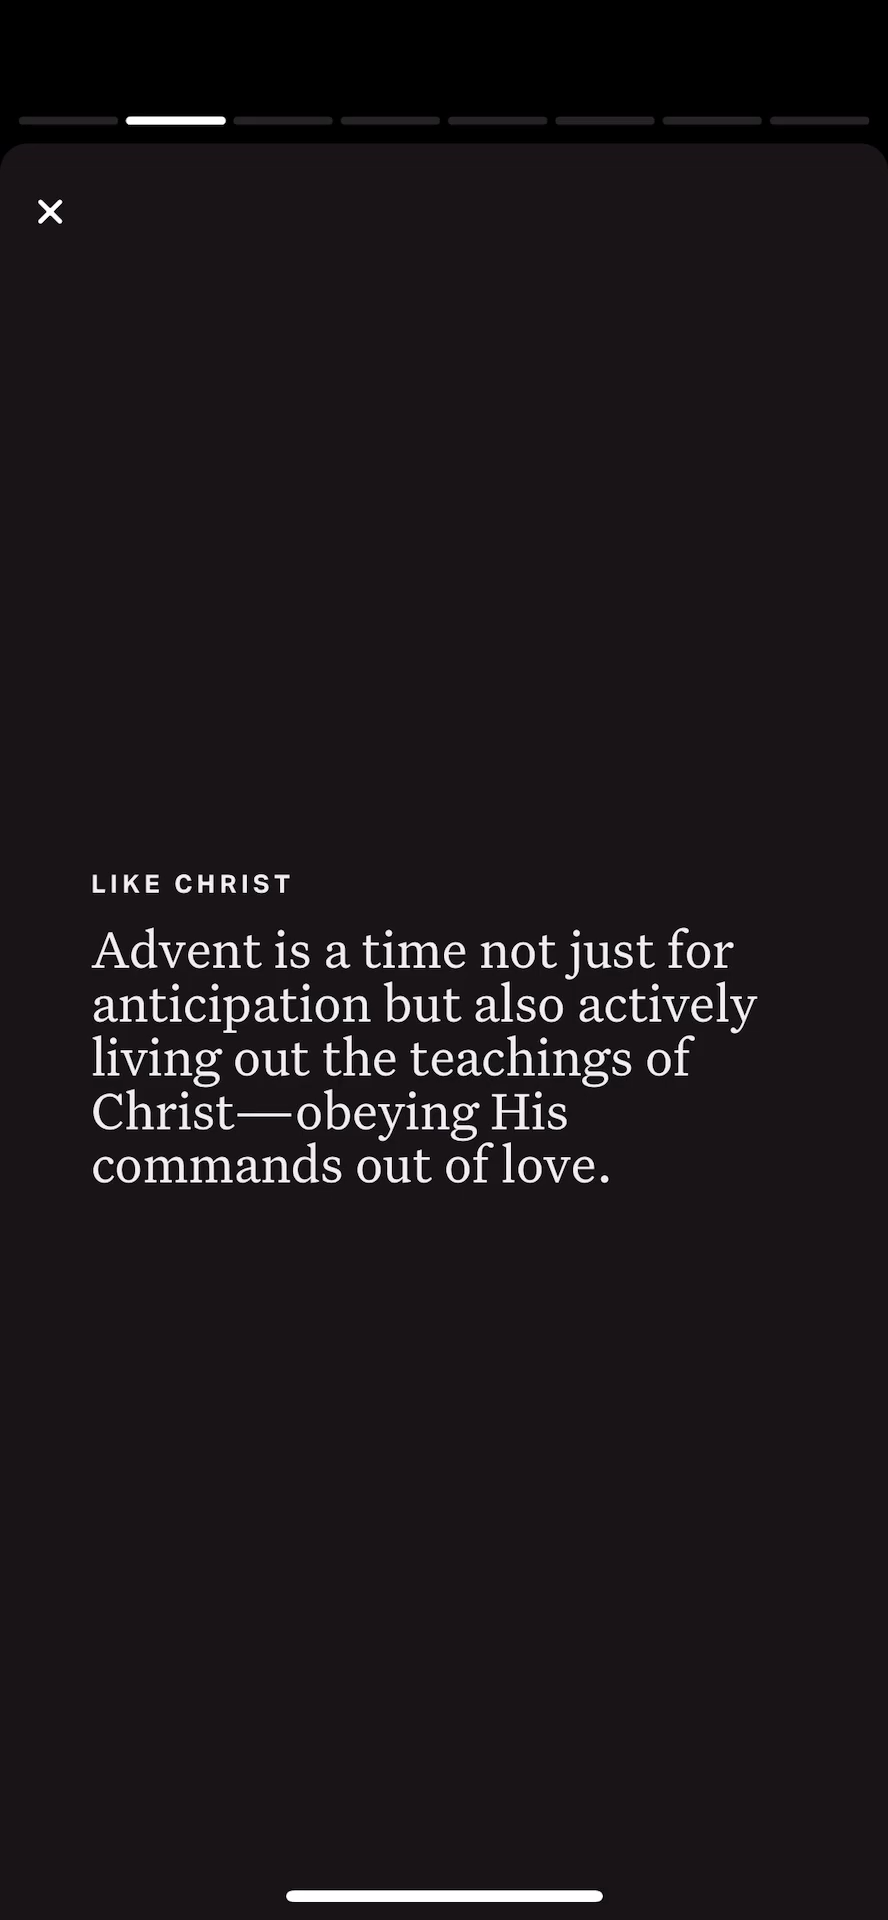 LIKE CHRIST
Advent is a time not just for
anticipation but also actively
living out the teachings of
Christ—obeying His
commands out of love.